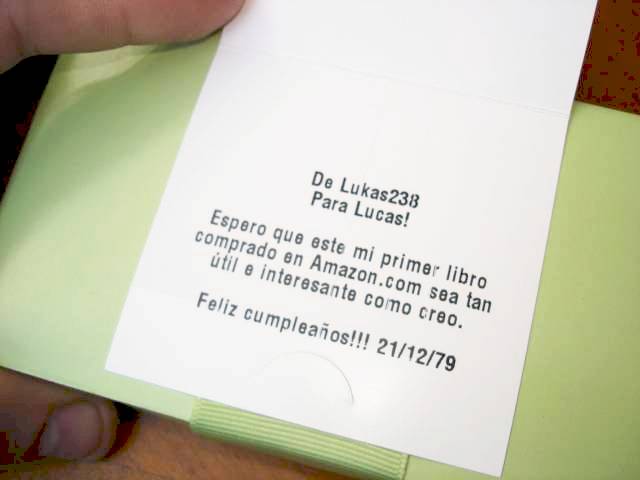 De Lukas238
Para Lucas!
Espero que este mi primer libro
comprado en Amazon.com sea tan
útil e interesante como creo.
Feliz cumpleaños!!! 21/12/79